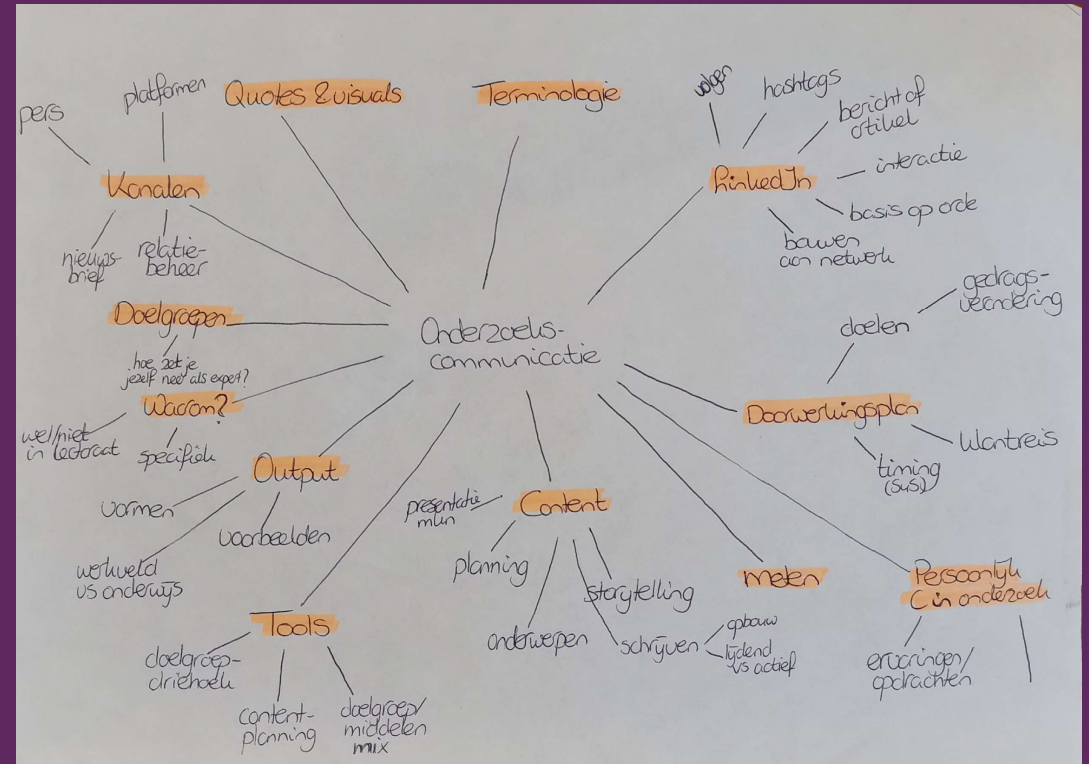 Quotes & visuals
Terminologie
pers
platformen
Kanalen
nieuws-
brief
relatie-
beheer
volgen
hashtags
bericht of
artikel
LinkedIn
interactie
basis op orde
bouwen
aan netwerk
Doelgroepen
hoe zet je
jezelf neer als expert?
Onderzoeks-
communicatie
gedrags-
verandering
doelen
Doorwerkingsplan
klantreis
timing
(SuS)
Waarom?
wel/niet
in lectoraat
specifiek
Output
vormen
voorbeelden
werkveld
vs onderwijs
Content
presentatie
mlkn
planning
onderwerpen
storytelling
schrijven
opbouw
lijdend
vs actief
meten
Persoonlijk
C in onderzoek
ervaringen/
opdrachten
Tools
doelgroep-
driehoek
content-
planning
doelgroep/
middelen
mix